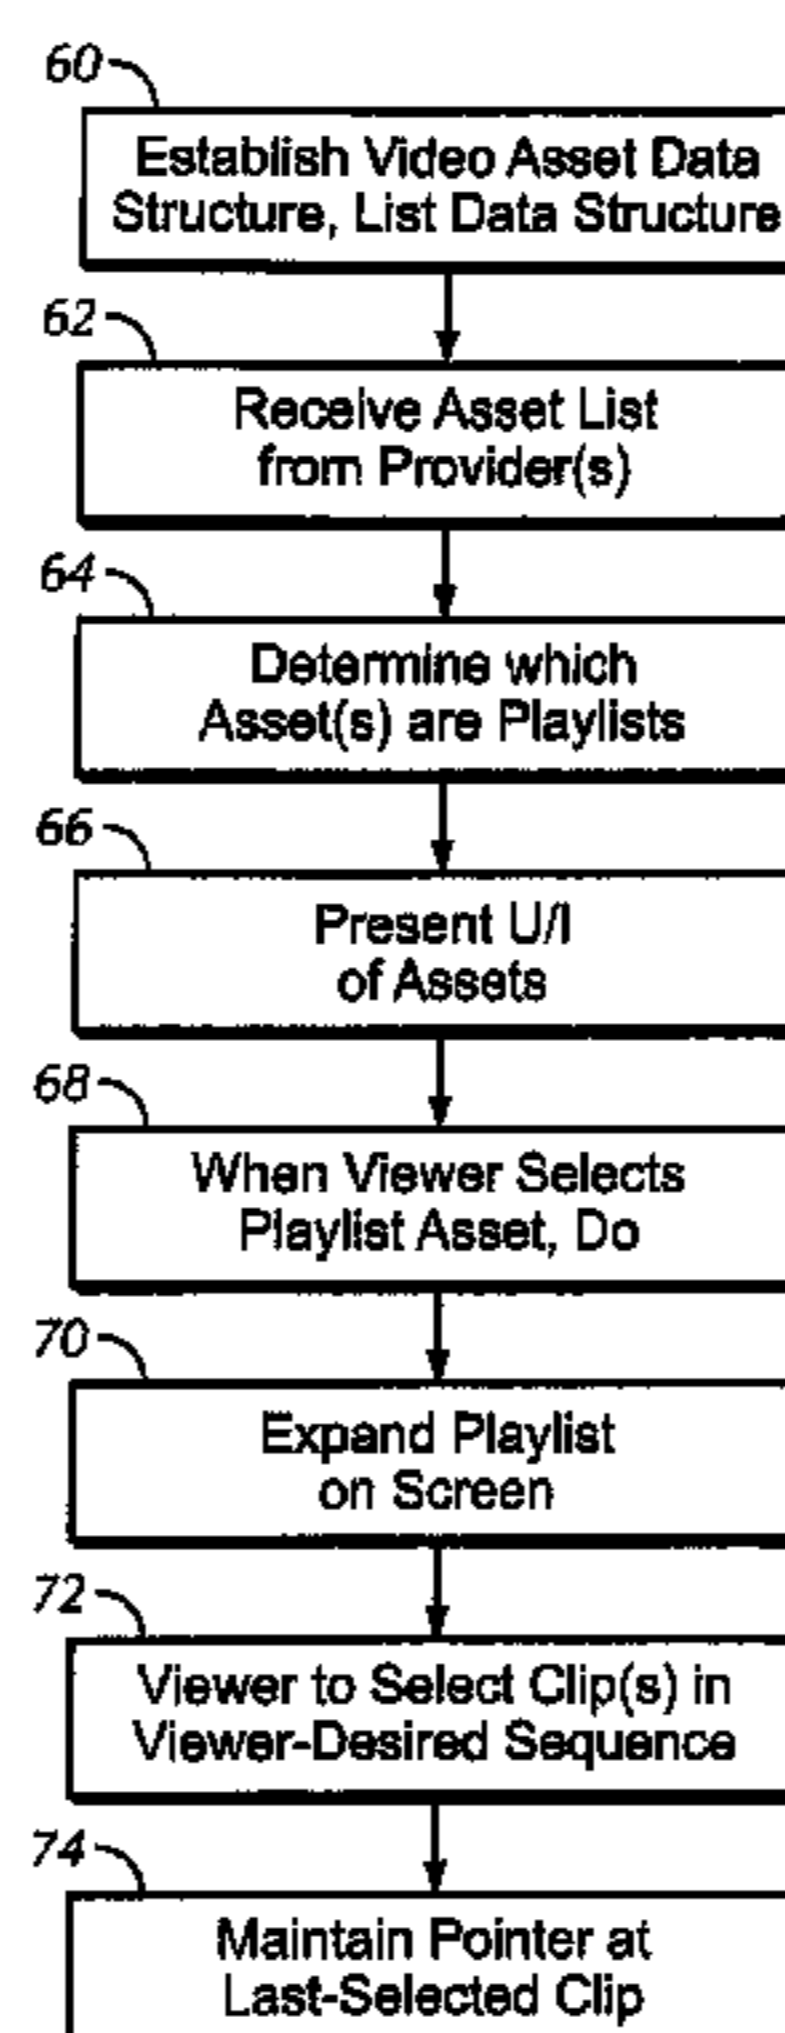 60
Establish Video Asset Data
Structure, List Data Structure
62
Receive Asset List
from Provider(s)
64
Determine which
Asset(s) are Playlists
66
Present U/I
of Assets
68
When Viewer Selects
Playlist Asset, Do
70
Expand Playlist
on Screen
72
Viewer to Select Clip(s) in
Viewer-Desired Sequence
74
Maintain Pointer at
Last-Selected Clip